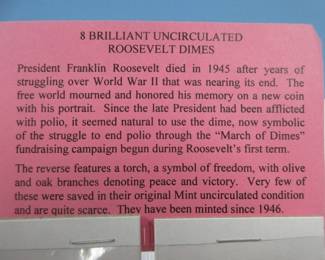 8 BRILLIANT UNCIRCULATED
ROOSEVELT DIMES
President Franklin Roosevelt died in 1945 after years of
struggling over World War II that was nearing its end. The
free world mourned and honored his memory on a new coin
with his portrait. Since the late President had been afflicted
with polio, it seemed natural to use the dime, now symbolic
of the struggle to end polio through the "March of Dimes"
fundraising campaign begun during Roosevelt's first term.
The reverse features a torch, a symbol of freedom, with olive
and oak branches denoting peace and victory. Very few of
these were saved in their original Mint uncirculated condition
and are quite scarce. They have been minted since 1946.